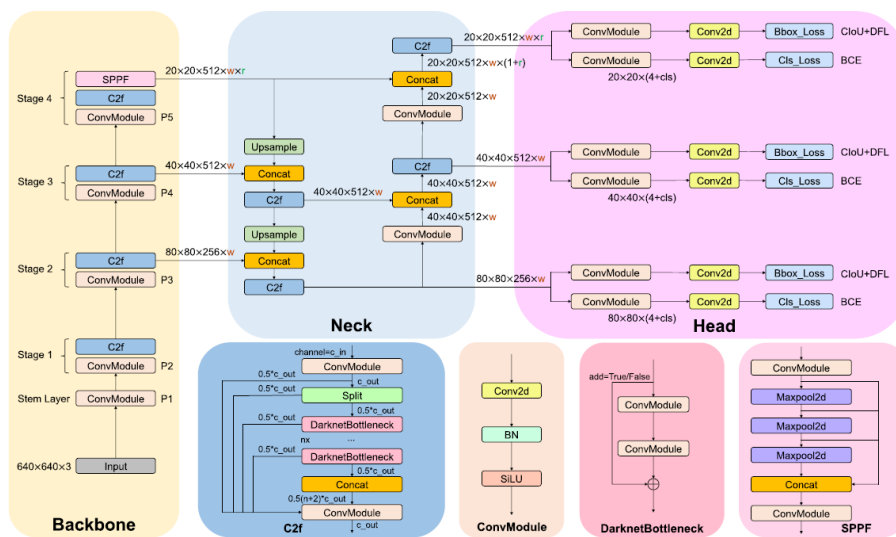 SPPF
Stage 4
C2f
ConvModule
P5
C2f
Stage 3
ConvModule
P4
C2f
Stage 2
ConvModule
P3
C2f
Stage 1
ConvModule
P2
Stem Layer
ConvModule
P1
640×640×3
Input
Backbone
20×20×512×w×r
40×40×512×w
80×80×256×w
Upsample
Concat
C2f
40×40×512×w
Upsample
Concat
C2f
C2f
20×20×512×w×r
20×20×512×w×(1+r)
Concat
20×20×512×w
ConvModule
C2f
40×40×512×w
40×40×512×w
Concat
40×40×512×w
ConvModule
80×80×256×w
Neck
ConvModule
Conv2d
Bbox_Loss
CloU+DFL
ConvModule
Conv2d
Cls_Loss
BCE
20×20×(4+cls)
ConvModule
Conv2d
Bbox_Loss
CloU+DFL
ConvModule
Conv2d
Cls_Loss
BCE
40×40×(4+cls)
ConvModule
Conv2d
Bbox_Loss
CloU+DFL
ConvModule
Conv2d
Cls_Loss
BCE
80×80×(4+cls)
Head
channel=c_in
ConvModule
0.5*c_out
c_out
0.5*c_out
Split
0.5*c_out
0.5*c_out
DarknetBottleneck
nx
...
0.5*c_out
DarknetBottleneck
0.5*c_out
Concat
0.5(n+2)*c_out
ConvModule
c_out
C2f
Conv2d
BN
SiLU
ConvModule
add=True/False
ConvModule
ConvModule
DarknetBottleneck
ConvModule
Maxpool2d
Maxpool2d
Maxpool2d
Concat
ConvModule
SPPF